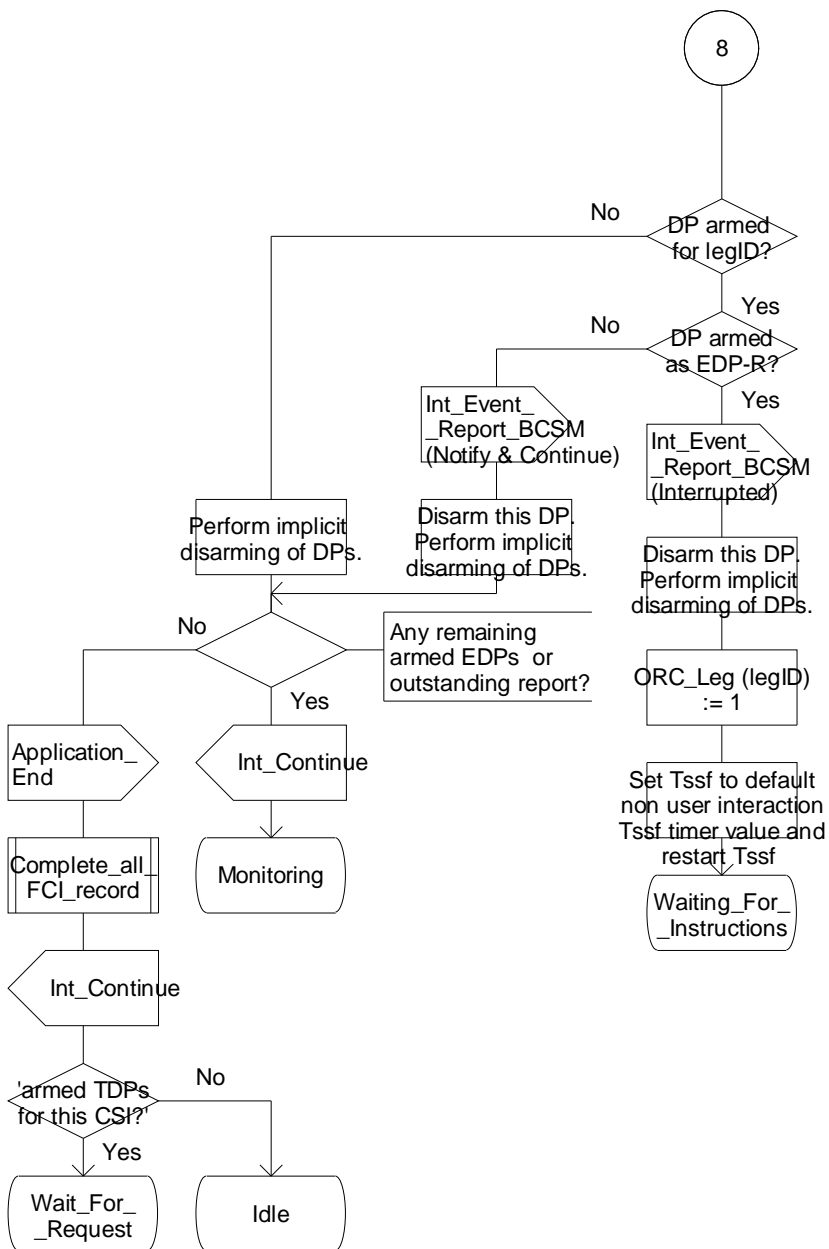 8
No
DP armed
for legID?
Yes
No
DP armed
as EDP-R?
Yes
Int_Event_
_Report_BCSM
(Notify & Continue)
Int_Event_
_Report_BCSM
(Interrupted)
Perform implicit
disarming of DPs.
Disarm this DP.
Perform implicit
disarming of DPs.
Disarm this DP.
Perform implicit
disarming of DPs.
No
Any remaining
armed EDPs or
outstanding report?
Yes
ORC_Leg (legID)
:= 1
Application_
End
Int_Continue
Set Tssf to default
non user interaction
Tssf timer value and
restart Tssf
Complete_all_
FCI_record
Monitoring
Waiting_For_
_Instructions
Int_Continue
'armed TDPs
for this CSI?'
No
Yes
Wait_For_
_Request
Idle